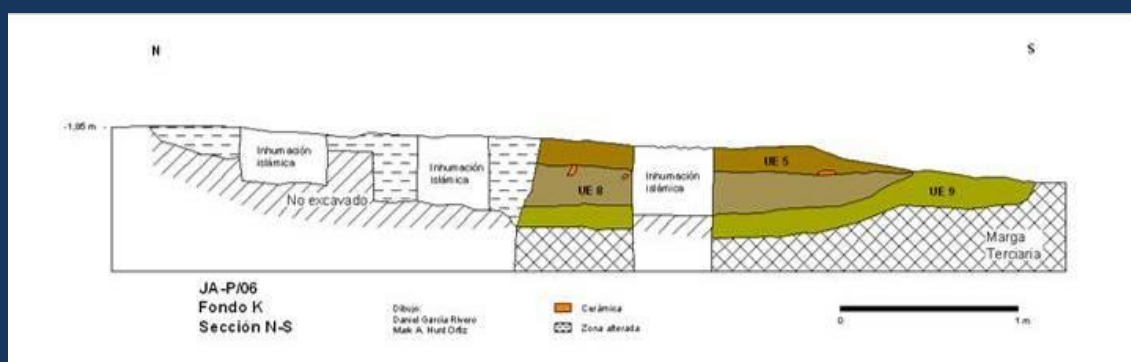 N
S
-1,05 m -
Inhumación
islámica
Inhumación
islámica
Inhumación
islámica
No excavado
UE 8
UE 5
UE 9
Marga
Terciaria
JA-P/06
Fondo K
Sección N-S
Dibujo:
Daniel García Rivero
Mark A. Hunt Ortiz
Cerámica
Zona alterada
0
1 m